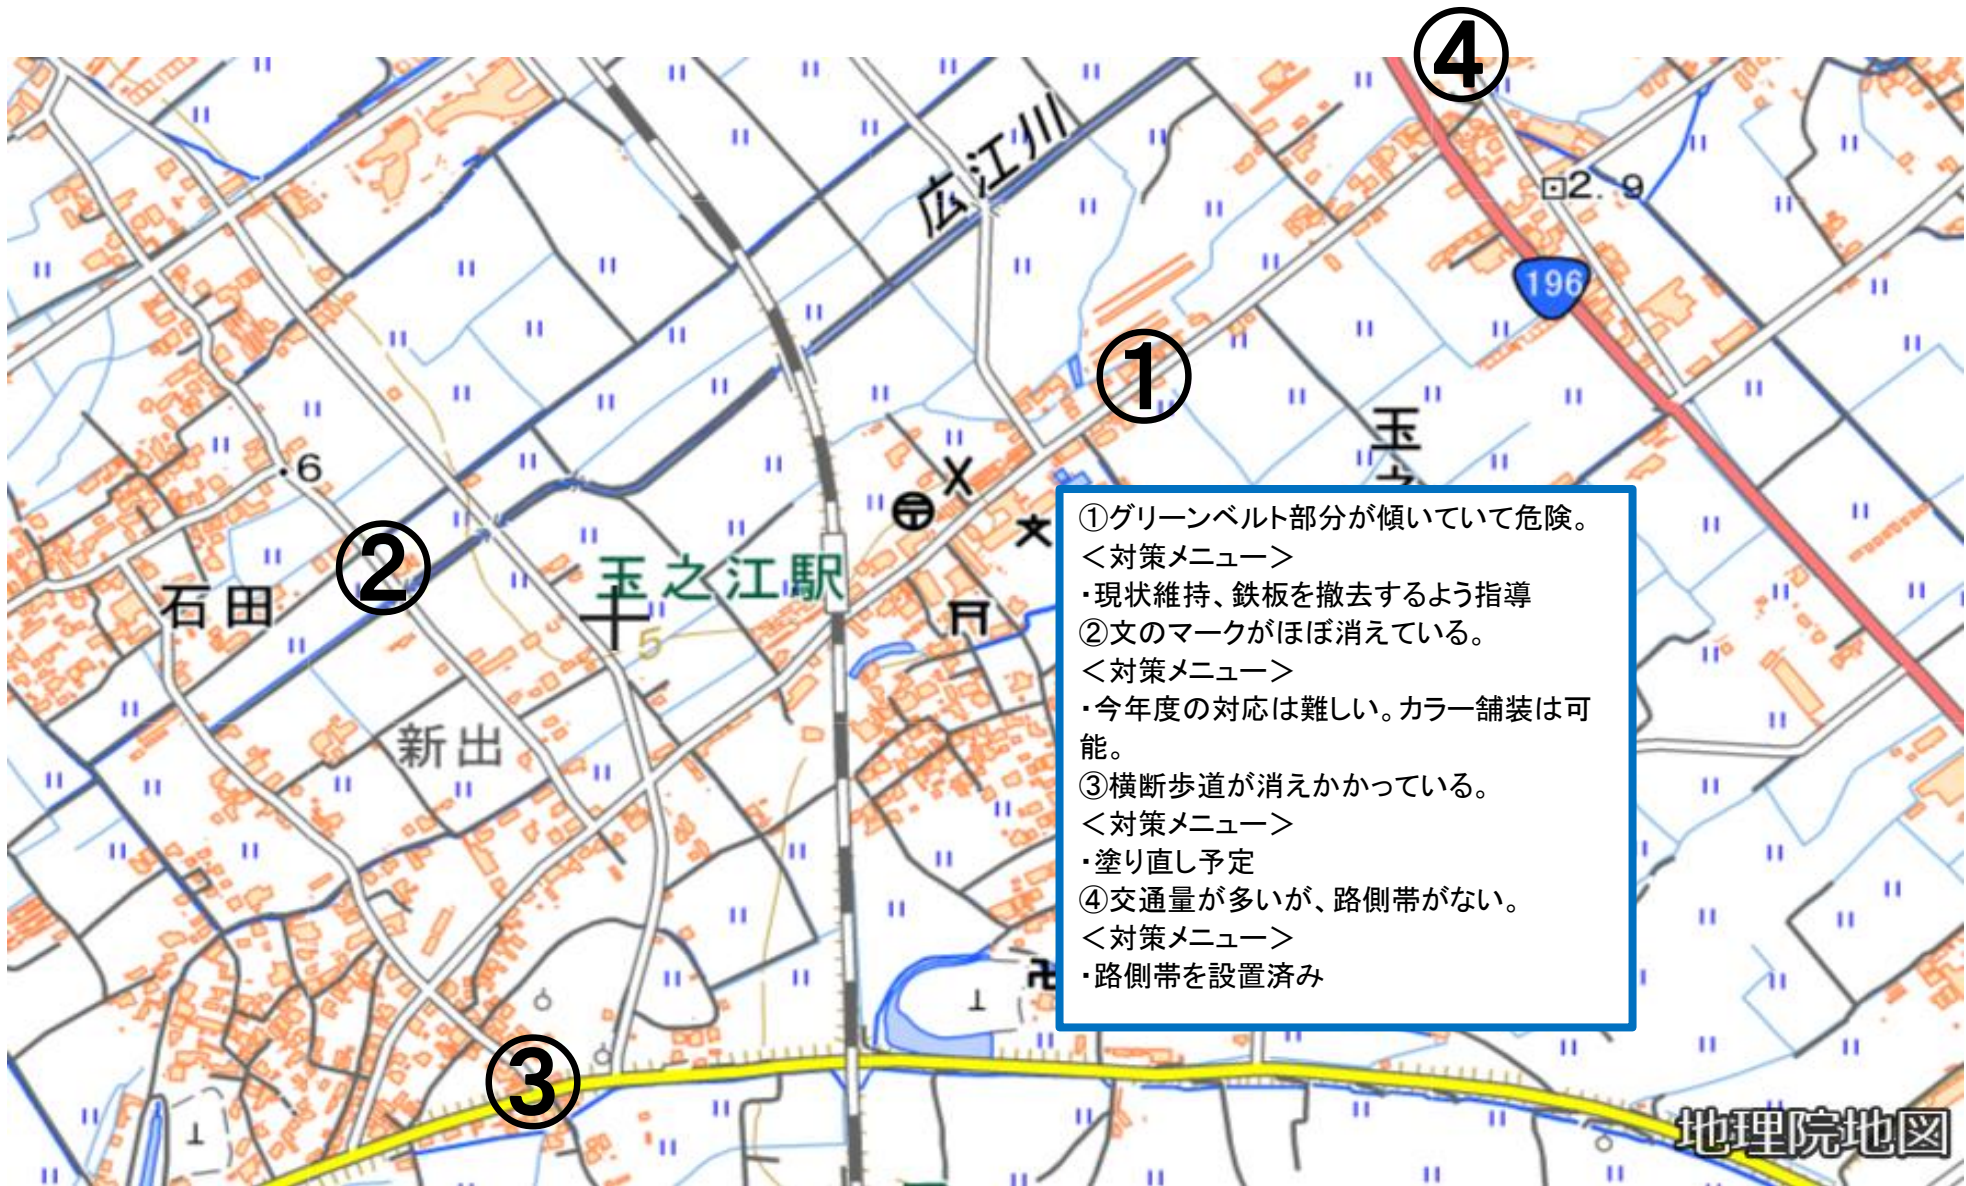 ④
広江川
2.9
196
①
玉之
6
②
石田
玉之江駅
5
新出
①グリーンベルト部分が傾いていて危険。
＜対策メニュー＞
・現状維持、鉄板を撤去するよう指導
②文のマークがほぼ消えている。
＜対策メニュー＞
・今年度の対応は難しい。カラー舗装は可
能。
③横断歩道が消えかかっている。
＜対策メニュー＞
・塗り直し予定
④交通量が多いが、路側帯がない。
＜対策メニュー＞
・路側帯を設置済み
③
地理院地図